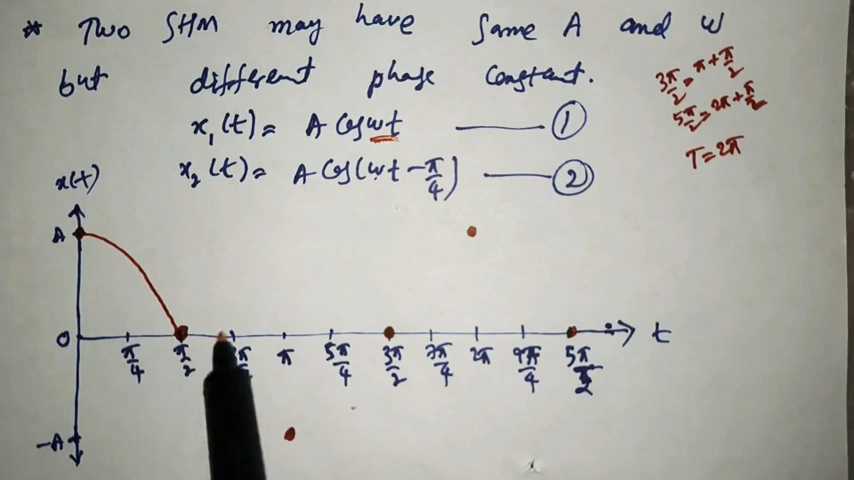 * Two SHM may have same A and w
but different phase constant.
x₁(t) = A Cos wt ——— ①
x₂(t) = A Cos(wt - π/4) ——— ②
3π/2 = π + π/2
5π/2 = 2π + π/2
T = 2π
x(t)
A
0
π/4 π/2 π 5π/4 3π/2 7π/4 2π 9π/4 5π/2 t
-A